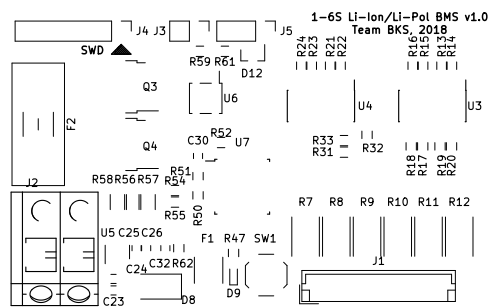 1-6S Li-Ion/Li-Pol BMS v1.0
Team BKS, 2018
J4 J3 J5
SWD
R24 R23 R21 R22
R16 R15 R13 R14
R59 R61
D12
Q3
U6
U4
U3
F2
Q4
R52
U7
C30
R33
R31
R32
R18 R17 R19 R20
J2
R58 R56 R57
R51
R54
R55
R50
R7 R8 R9 R10 R11 R12
U5 C25 C26
F1 R47 SW1
J1
C24
C32 R62
C23
D8
D9